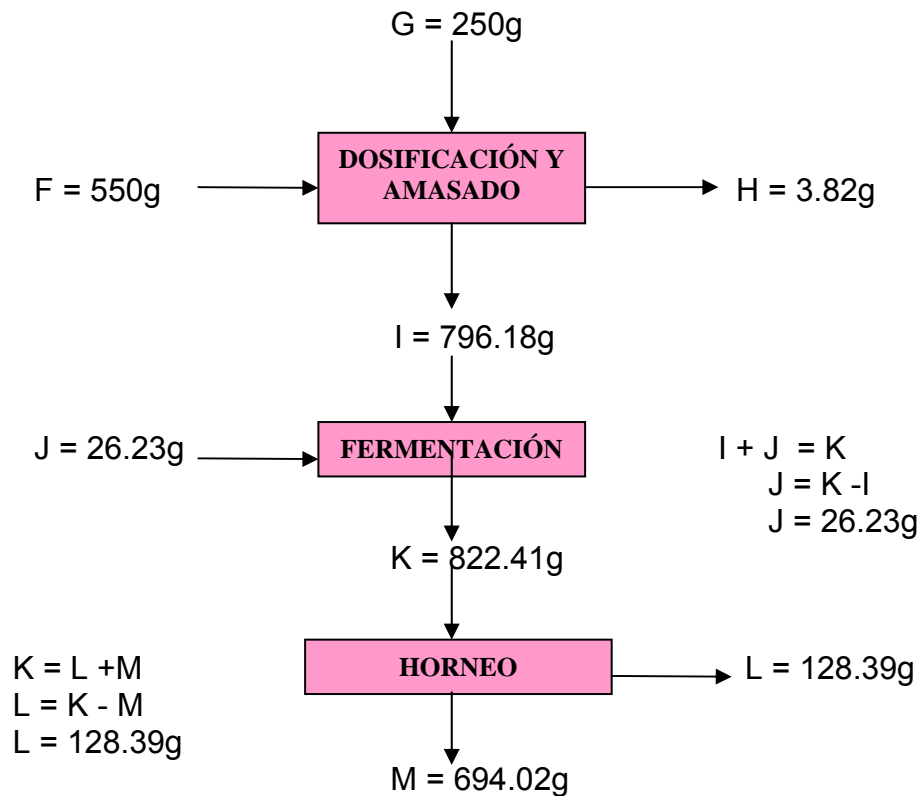 G = 250g
DOSIFICACIÓN Y
AMASADO
F = 550g
H = 3.82g
I = 796.18g
J = 26.23g
FERMENTACIÓN
I + J  = K
J = K -I
J = 26.23g
K = 822.41g
K = L +M
L = K - M
L = 128.39g
HORNEO
L = 128.39g
M = 694.02g